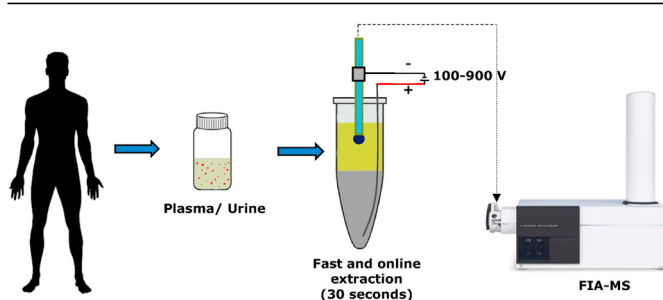 -
100-900 V
+
Plasma/ Urine
Fast and online
extraction
(30 seconds)
FIA-MS